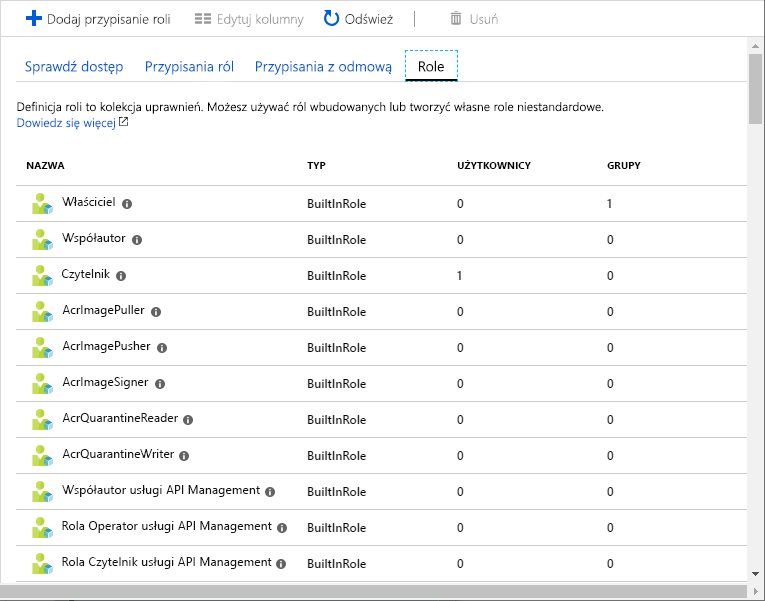 Dodaj przypisanie roli Edytuj kolumny Odśwież Usuń
Sprawdź dostęp Przypisania ról Przypisania z odmową Role
Definicja roli to kolekcja uprawnień. Możesz używać ról wbudowanych lub tworzyć własne role niestandardowe.
Dowiedz się więcej
NAZWA TYP UŻYTKOWNICY GRUPY
Właściciel BuiltInRole 0 1
Współautor BuiltInRole 0 0
Czytelnik BuiltInRole 1 0
AcrImagePuller BuiltInRole 0 0
AcrImagePusher BuiltInRole 0 0
AcrImageSigner BuiltInRole 0 0
AcrQuarantineReader BuiltInRole 0 0
AcrQuarantineWriter BuiltInRole 0 0
Współautor usługi API Management BuiltInRole 0 0
Rola Operator usługi API Management BuiltInRole 0 0
Rola Czytelnik usługi API Management BuiltInRole 0 0